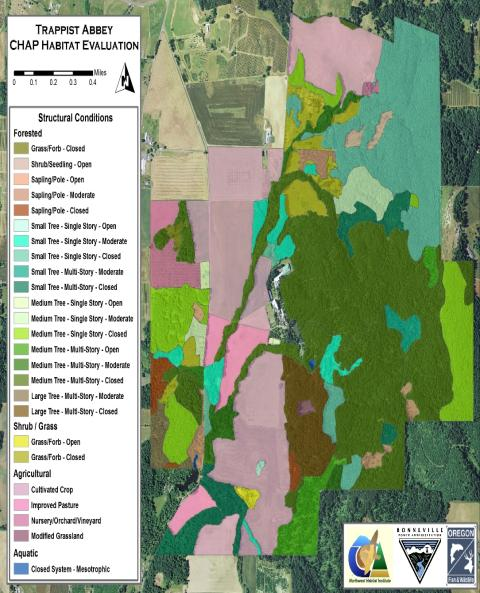 Trappist Abbey
CHAP Habitat Evaluation
Miles
0 0.1 0.2 0.3 0.4
Structural Conditions
Forested
Grass/Forb - Closed
Shrub/Seedling - Open
Sapling/Pole - Open
Sapling/Pole - Moderate
Sapling/Pole - Closed
Small Tree - Single Story - Open
Small Tree - Single Story - Moderate
Small Tree - Single Story - Closed
Small Tree - Multi-Story - Moderate
Small Tree - Multi-Story - Closed
Medium Tree - Single Story - Open
Medium Tree - Single Story - Moderate
Medium Tree - Single Story - Closed
Medium Tree - Multi-Story - Open
Medium Tree - Multi-Story - Moderate
Medium Tree - Multi-Story - Closed
Large Tree - Multi-Story - Moderate
Large Tree - Multi-Story - Closed
Shrub / Grass
Grass/Forb - Open
Grass/Forb - Closed
Agricultural
Cultivated Crop
Improved Pasture
Nursery/Orchard/Vineyard
Modified Grassland
Aquatic
Closed System - Mesotrophic
Northwest Habitat Institute
BONNEVILLE
POWER ADMINISTRATION
OREGON
Fish & Wildlife